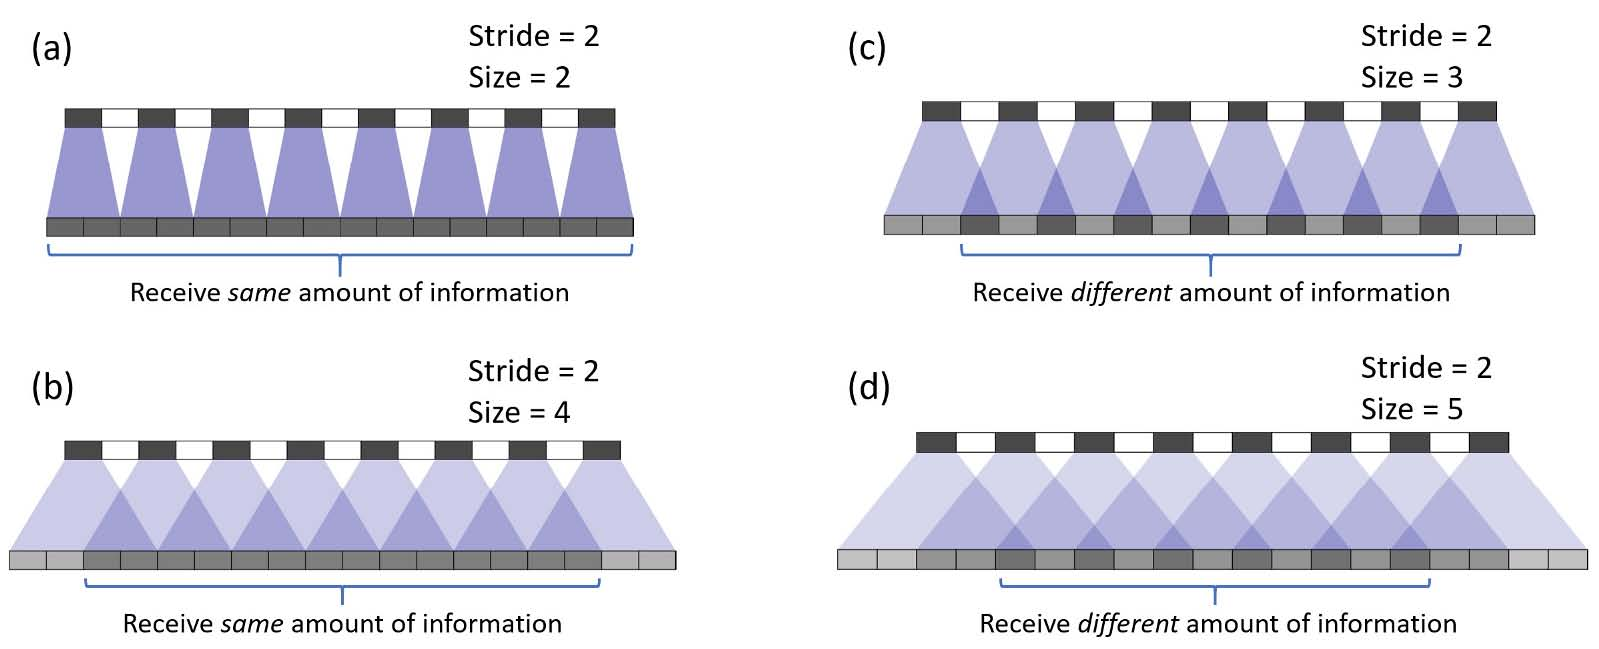 (a)
Stride = 2
Size = 2
Receive same amount of information
(b)
Stride = 2
Size = 4
Receive same amount of information
(c)
Stride = 2
Size = 3
Receive different amount of information
(d)
Stride = 2
Size = 5
Receive different amount of information